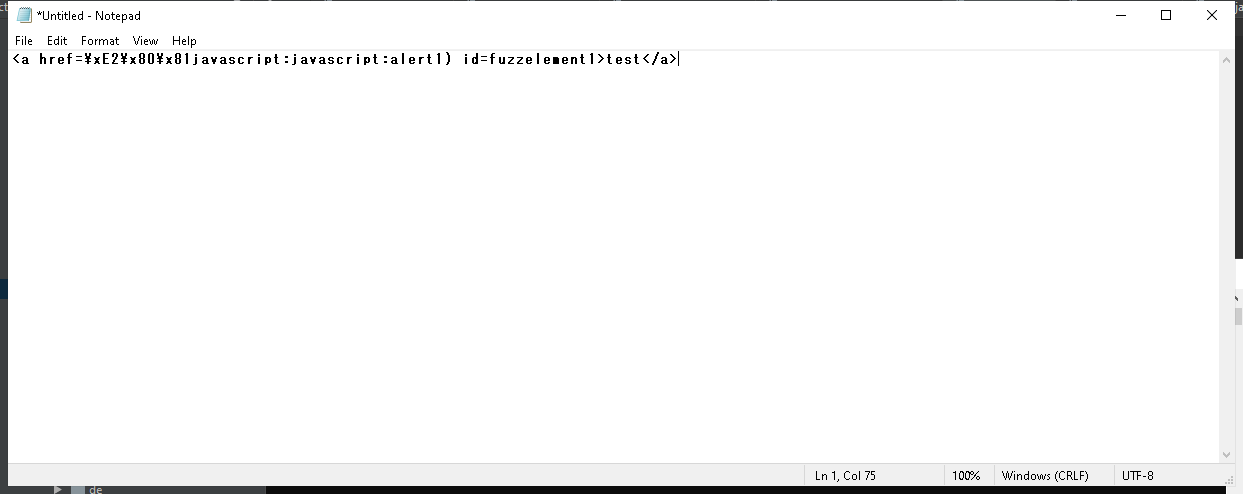 *Untitled - Notepad
File Edit Format View Help
<a href=¥xE2¥x80¥x81javascript:javascript:alert1) id=fuzzelement1>test</a>
Ln 1, Col 75 100% Windows (CRLF) UTF-8
de